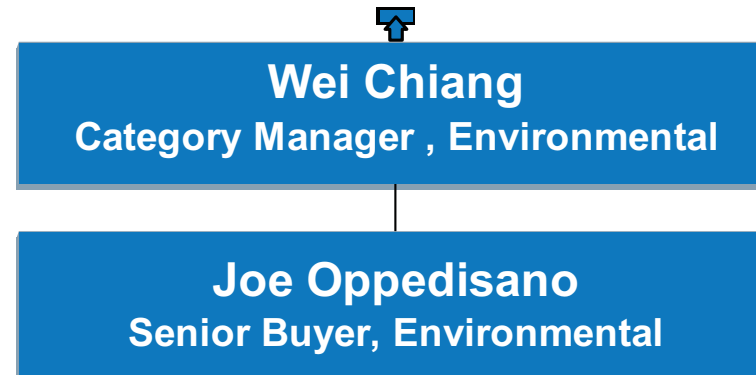 Wei Chiang
Category Manager , Environmental
Joe Oppedisano
Senior Buyer, Environmental